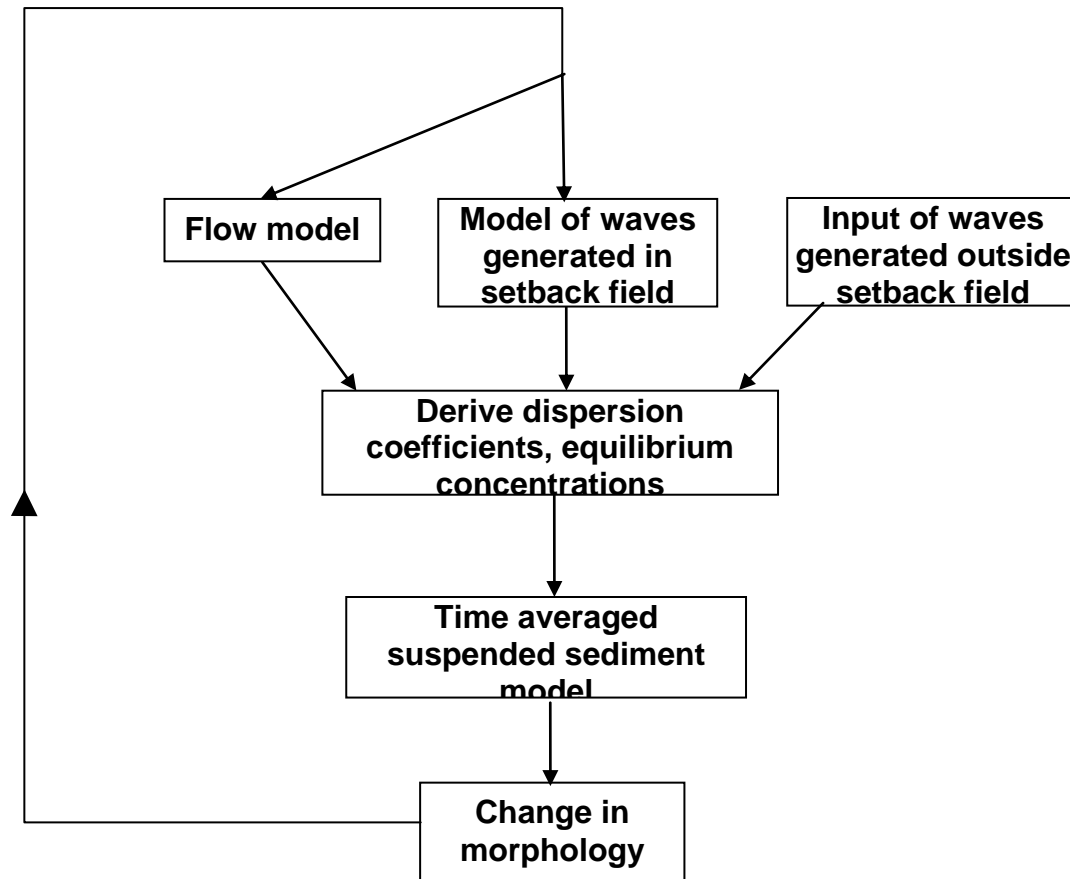 Flow model
Model of waves
generated in
setback field
Input of waves
generated outside
setback field
Derive dispersion
coefficients, equilibrium
concentrations
Time averaged
suspended sediment
model
Change in
morphology